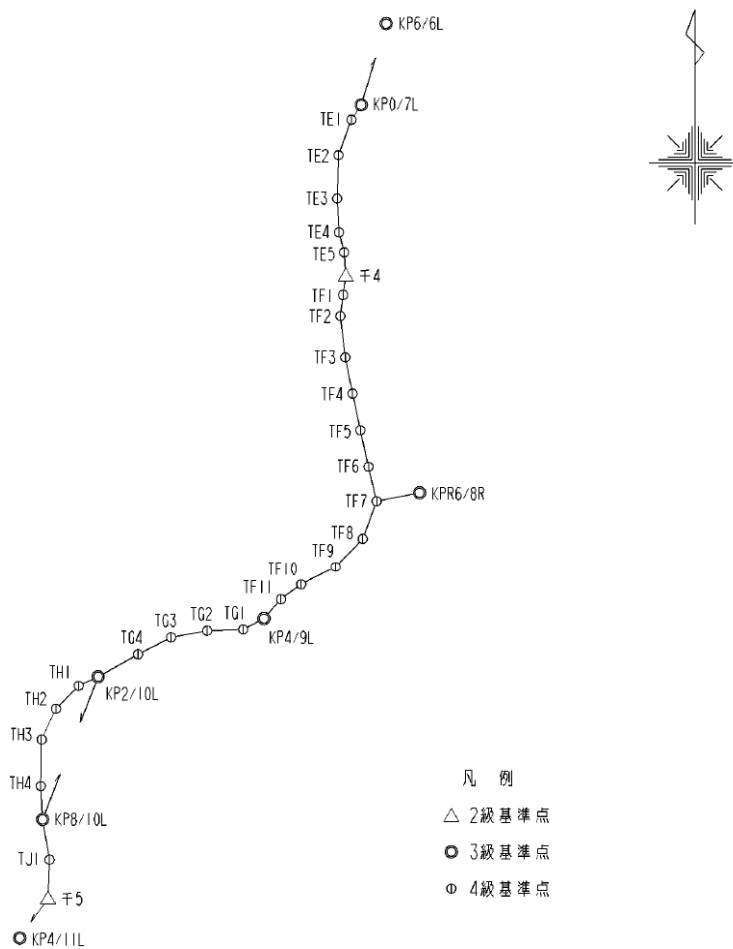 KP6/6L
KP0/7L
TE1
TE2
TE3
TE4
TE5
千4
TF1
TF2
TF3
TF4
TF5
TF6
TF7
KPR6/8R
TF8
TF9
TF10
TF11
KP4/9L
TG1
TG2
TG3
TG4
KP2/10L
TH1
TH2
TH3
TH4
KP8/10L
TJ1
千5
KP4/11L
凡 例
2級基準点
3級基準点
4級基準点